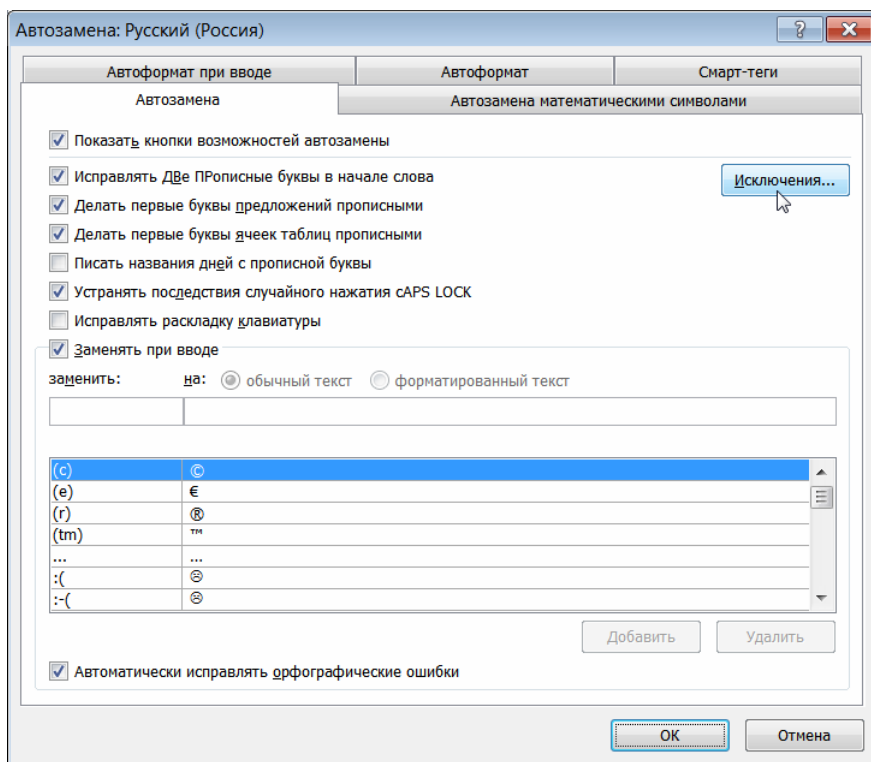 Автозамена: Русский (Россия)
Автоформат при вводе Автоформат Смарт-теги
Автозамена Автозамена математическими символами
Показать кнопки возможностей автозамены
Исправлять ДВе ПРописные буквы в начале слова Исключения...
Делать первые буквы предложений прописными
Делать первые буквы ячеек таблиц прописными
Писать названия дней с прописной буквы
Устранять последствия случайного нажатия cAPS LOCK
Исправлять раскладку клавиатуры
Заменять при вводе
заменить: на: обычный текст форматированный текст
(c) ©
(e) €
(r) ®
(tm) ™
... ...
:( ☹
:-( ☹
Добавить Удалить
Автоматически исправлять орфографические ошибки
ОК Отмена